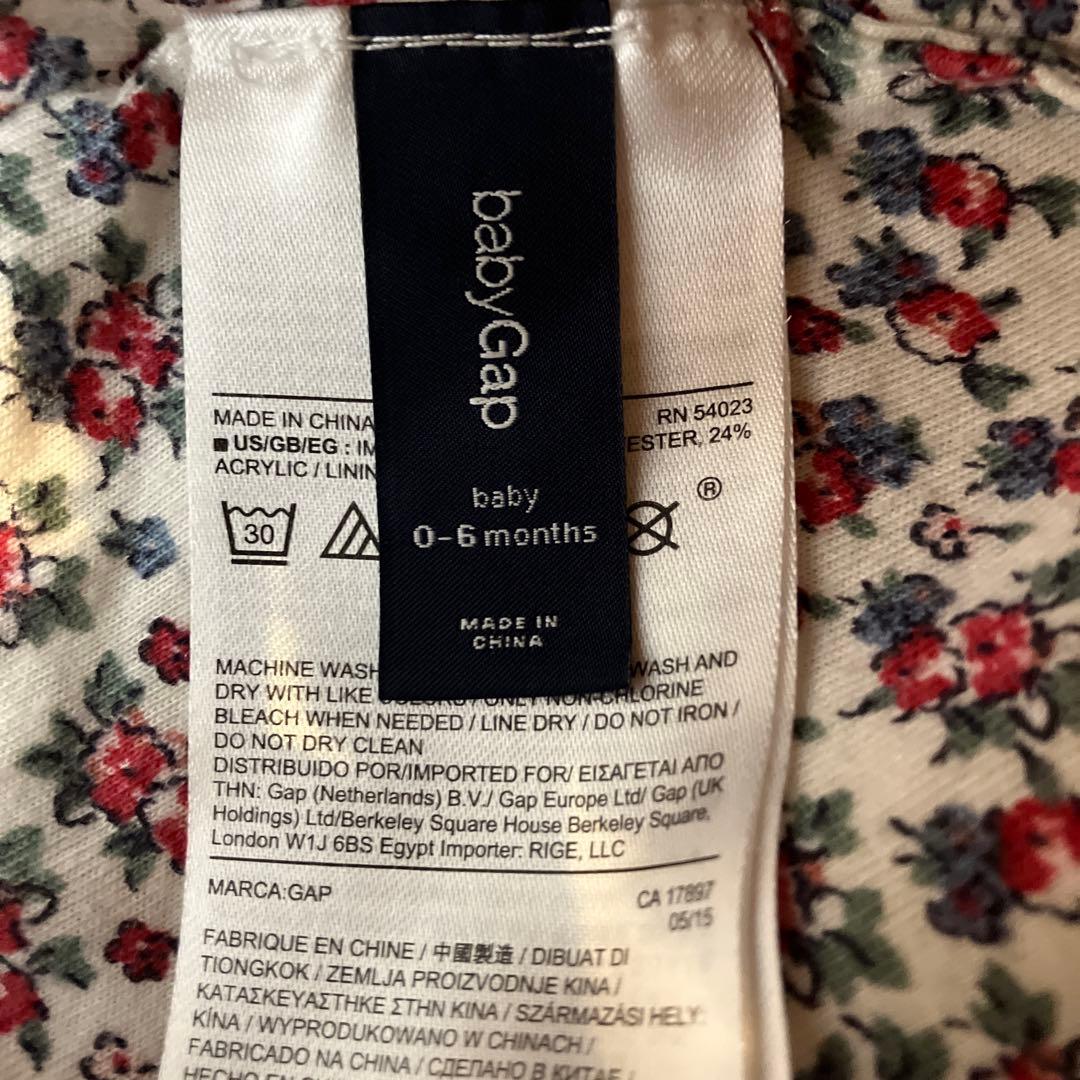 babyGap
baby
0-6 months
MADE IN
CHINA
MADE IN CHINA
RN 54023
US/GB/EG : IM
ESTER, 24%
ACRYLIC / LININ
30
®
MACHINE WASH WASH AND
DRY WITH LIKE / ONLY NON-CHLORINE
BLEACH WHEN NEEDED / LINE DRY / DO NOT IRON /
DO NOT DRY CLEAN
DISTRIBUIDO POR/IMPORTED FOR/ ΕΙΣΑΓΕΤΑΙ ΑΠΟ
ΤΗΝ: Gap (Netherlands) B.V./ Gap Europe Ltd/ Gap (UK
Holdings) Ltd/Berkeley Square House Berkeley Square,
London W1J 6BS Egypt Importer: RIGE, LLC
MARCA:GAP
CA 17897
05/15
FABRIQUE EN CHINE / 中國製造 / DIBUAT DI
TIONGKOK / ZEMLJA PROIZVODNJE KINA /
ΚΑΤΑΣΚΕΥΑΣΤΗΚΕ ΣΤΗΝ ΚΙΝΑ / SZÁRMAZÁSI HELY:
KÍNA / WYPRODUKOWANO W CHINACH /
FABRICADO NA CHINA / СДЕЛАНО В КИТАЕ /
HECHO EN